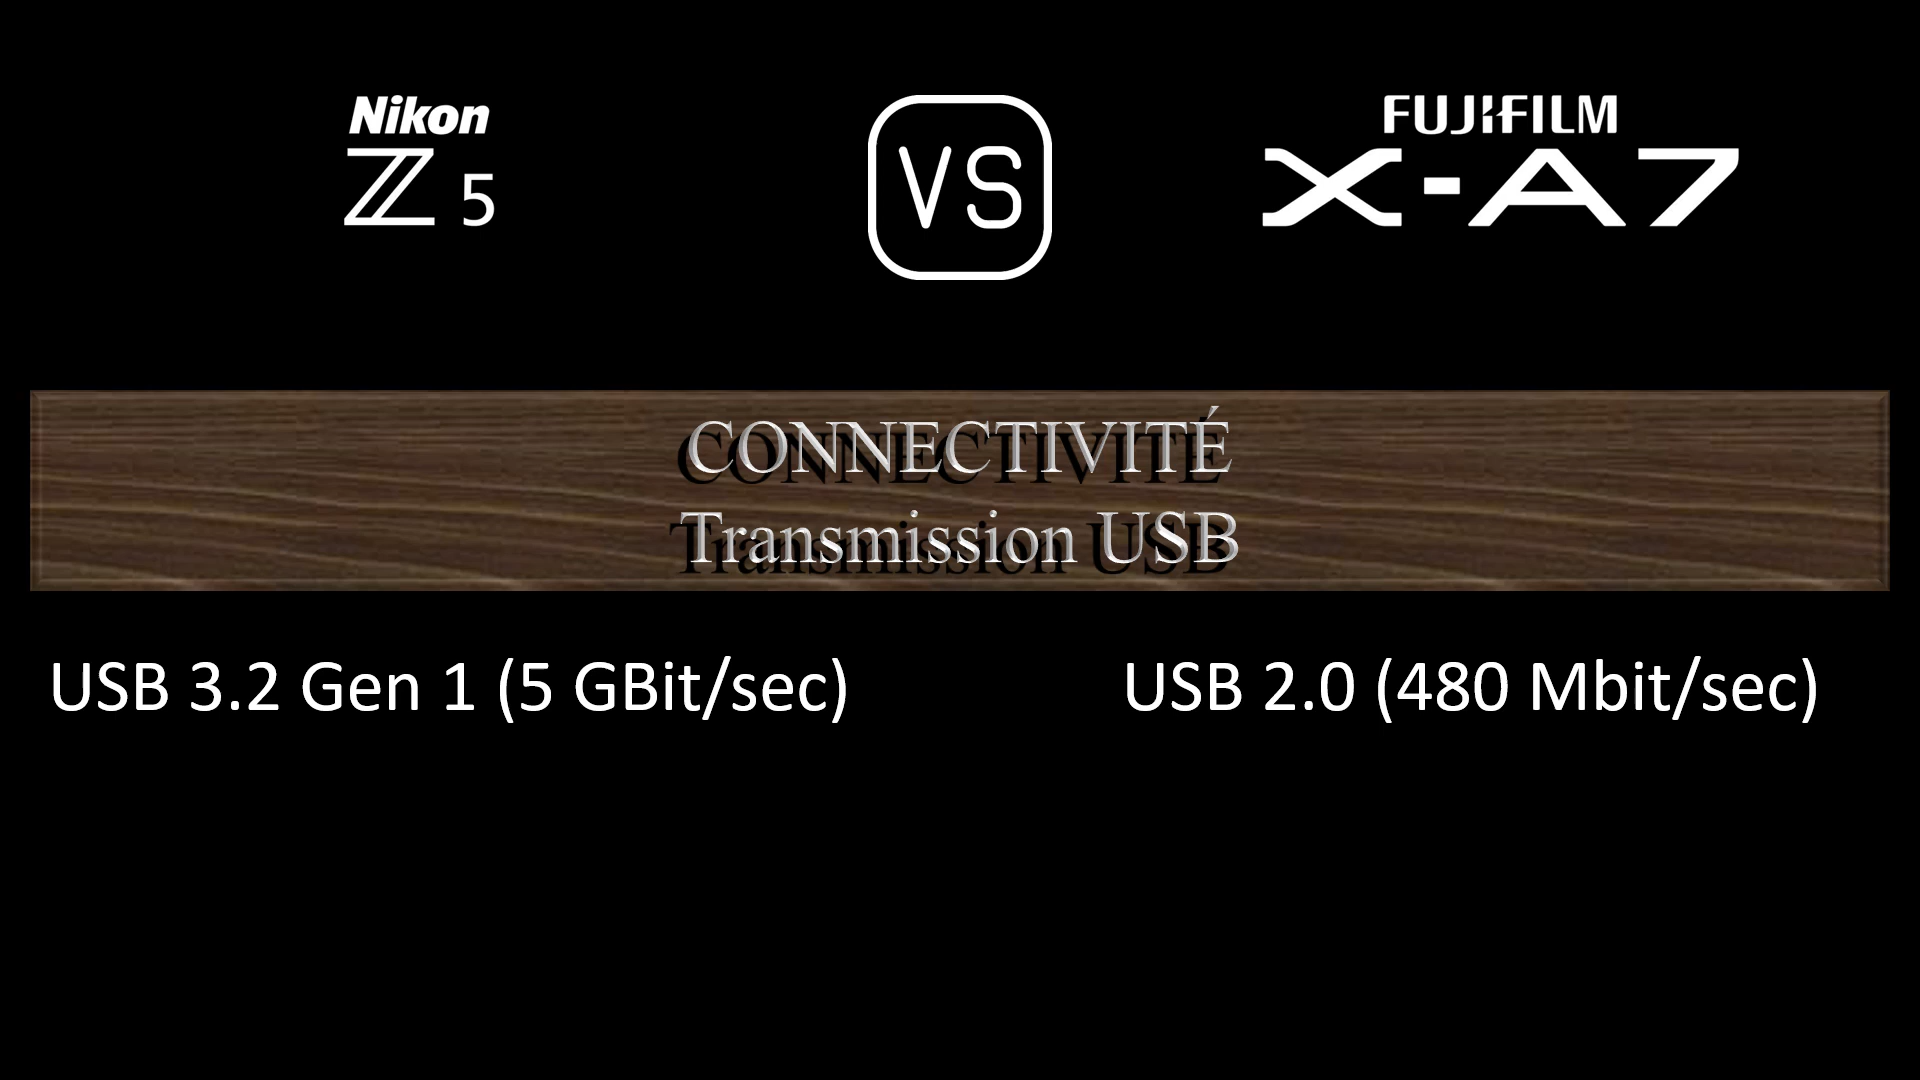 Nikon
Z 5
VS
FUJIFILM
X-A7
CONNECTIVITÉ
Transmission USB
USB 3.2 Gen 1 (5 GBit/sec)
USB 2.0 (480 Mbit/sec)